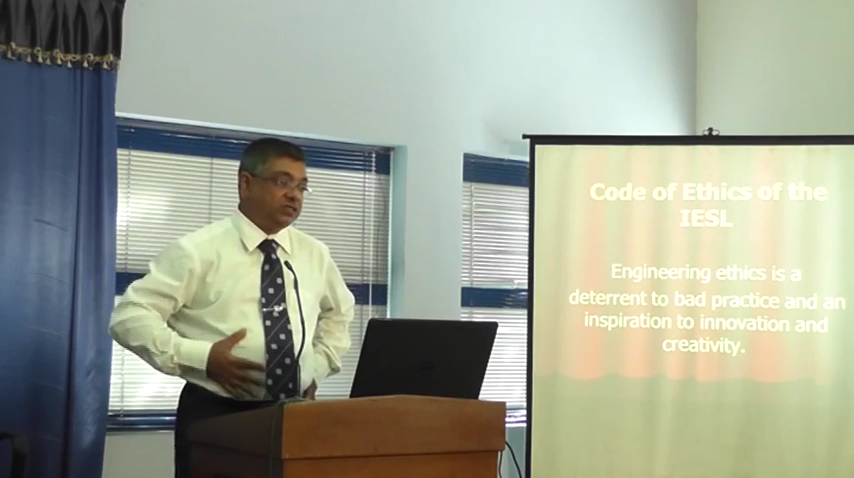 Code of Ethics of the
IESL
Engineering ethics is a
deterrent to bad practice and an
inspiration to innovation and
creativity.